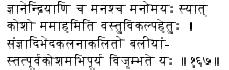 ज्ञानेन्द्रियाणि च मनश्च मनोमयः स्यात्
कोशो ममाहमिति वस्तुविकल्पहेतुः ।
संज्ञादिभेदकलनाकलितो बलीयां-
स्तत्पूर्वकोशमभिपूर्य विजृम्भते यः ॥ १६७॥